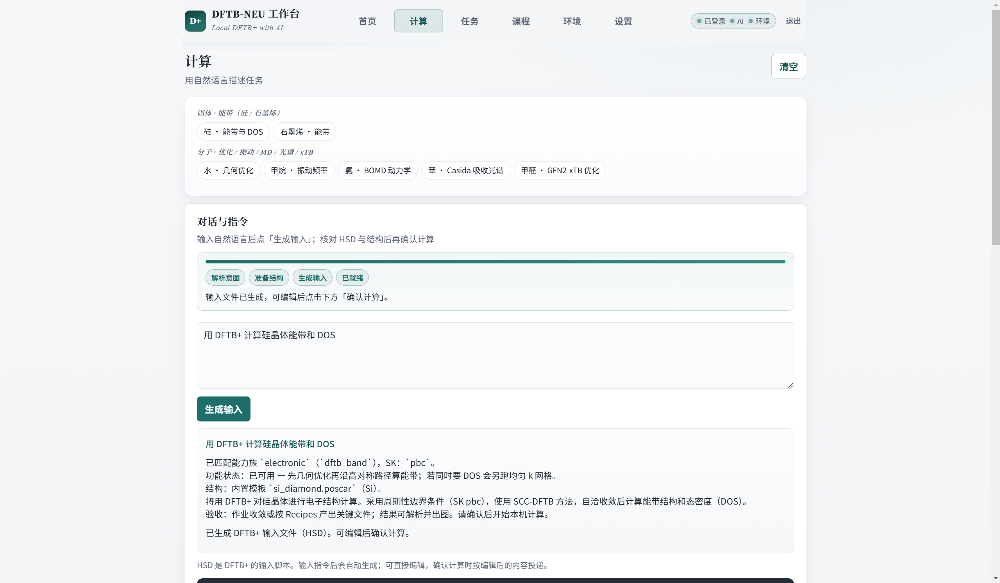 D+
DFTB-NEU 工作台
Local DFTB+ with AI
首页
计算
任务
课程
环境
设置
已登录 AI 环境
退出
计算
清空
用自然语言描述任务
固体 · 能带（硅 / 石墨烯）
硅 · 能带与 DOS
石墨烯 · 能带
分子 · 优化 / 振动 / MD / 光谱 / xTB
水 · 几何优化
甲烷 · 振动频率
氨 · BOMD 动力学
苯 · Casida 吸收光谱
甲醛 · GFN2-xTB 优化
对话与指令
输入自然语言后点「生成输入」；核对 HSD 与结构后再确认计算
解析意图
准备结构
生成输入
已就绪
输入文件已生成，可编辑后点击下方「确认计算」。
用 DFTB+ 计算硅晶体能带和 DOS
生成输入
用 DFTB+ 计算硅晶体能带和 DOS
已匹配能力族 `electronic`（`dftb_band`），SK：`pbc`。
功能状态：已可用 — 先几何优化再沿高对称路径算能带；若同时要 DOS 会另跑均匀 k 网格。
结构：内置模板 `si_diamond.poscar`（Si）。
将用 DFTB+ 对硅晶体进行电子结构计算。采用周期性边界条件（SK pbc），使用 SCC-DFTB 方法，自洽收敛后计算能带结构和态密度（DOS）。
验收：作业收敛或按 Recipes 产出关键文件；结果可解析并出图。请确认后开始本机计算。
已生成 DFTB+ 输入文件（HSD）。可编辑后确认计算。
HSD 是 DFTB+ 的输入脚本。输入指令后会自动生成；可直接编辑，确认计算时按编辑后的内容投递。